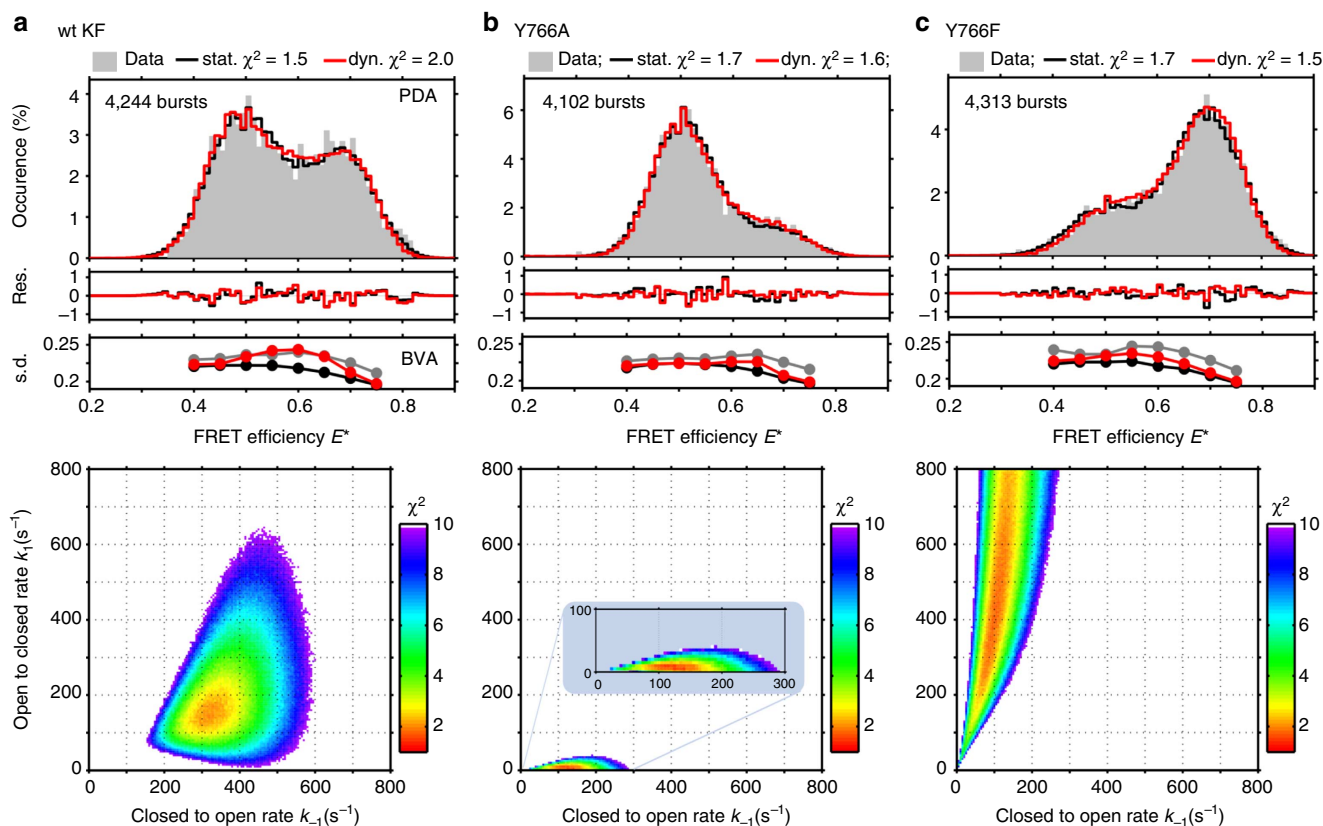 a wt KF
Data stat. χ² = 1.5 dyn. χ² = 2.0
4,244 bursts PDA
Occurrence (%)
4
3
2
1
0
Res.
1
0
−1
s.d.
0.25
0.2
BVA
0.2 0.4 0.6 0.8
FRET efficiency E*
b Y766A
Data; stat. χ² = 1.7 dyn. χ² = 1.6;
4,102 bursts
6
4
2
0
1
0
−1
0.25
0.2
0.2 0.4 0.6 0.8
FRET efficiency E*
c Y766F
Data; stat. χ² = 1.7 dyn. χ² = 1.5
4,313 bursts
4
2
0
1
0
−1
0.25
0.2
0.2 0.4 0.6 0.8
FRET efficiency E*
Open to closed rate k₁(s⁻¹)
800
600
400
200
0
0 200 400 600 800
Closed to open rate k₋₁(s⁻¹)
χ²
10
8
6
4
2
800
600
400
200
0
100
0
0 100 200 300
0 200 400 600 800
Closed to open rate k₋₁(s⁻¹)
χ²
10
8
6
4
2
800
600
400
200
0
0 200 400 600 800
Closed to open rate k₋₁(s⁻¹)
χ²
10
8
6
4
2